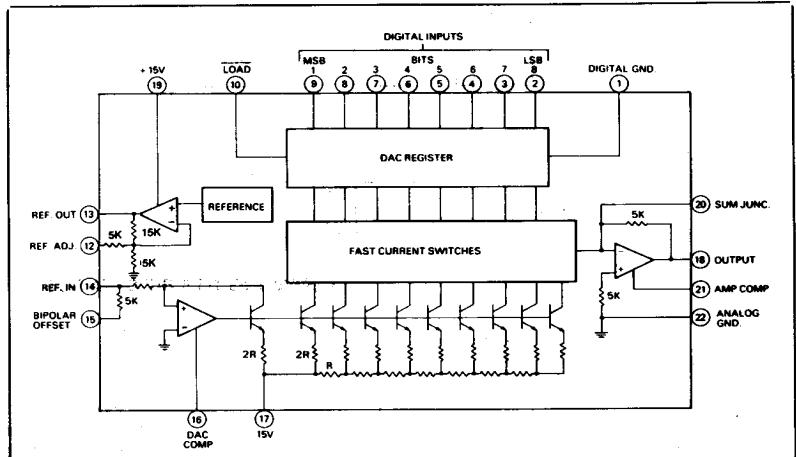 DIGITAL INPUTS
MSB BITS LSB
+15V LOAD 1 2 3 4 5 6 7 8 DIGITAL GND.
19 10 9 8 7 6 5 4 3 2 1
DAC REGISTER
REFERENCE
REF. OUT 13
15K
REF ADJ. 12 5K
15K
20 SUM JUNC.
5K
FAST CURRENT SWITCHES
18 OUTPUT
REF. IN 14
5K
21 AMP COMP
5K
BIPOLAR OFFSET 15
22 ANALOG GND.
2R 2R
R
16 17
DAC COMP 15V